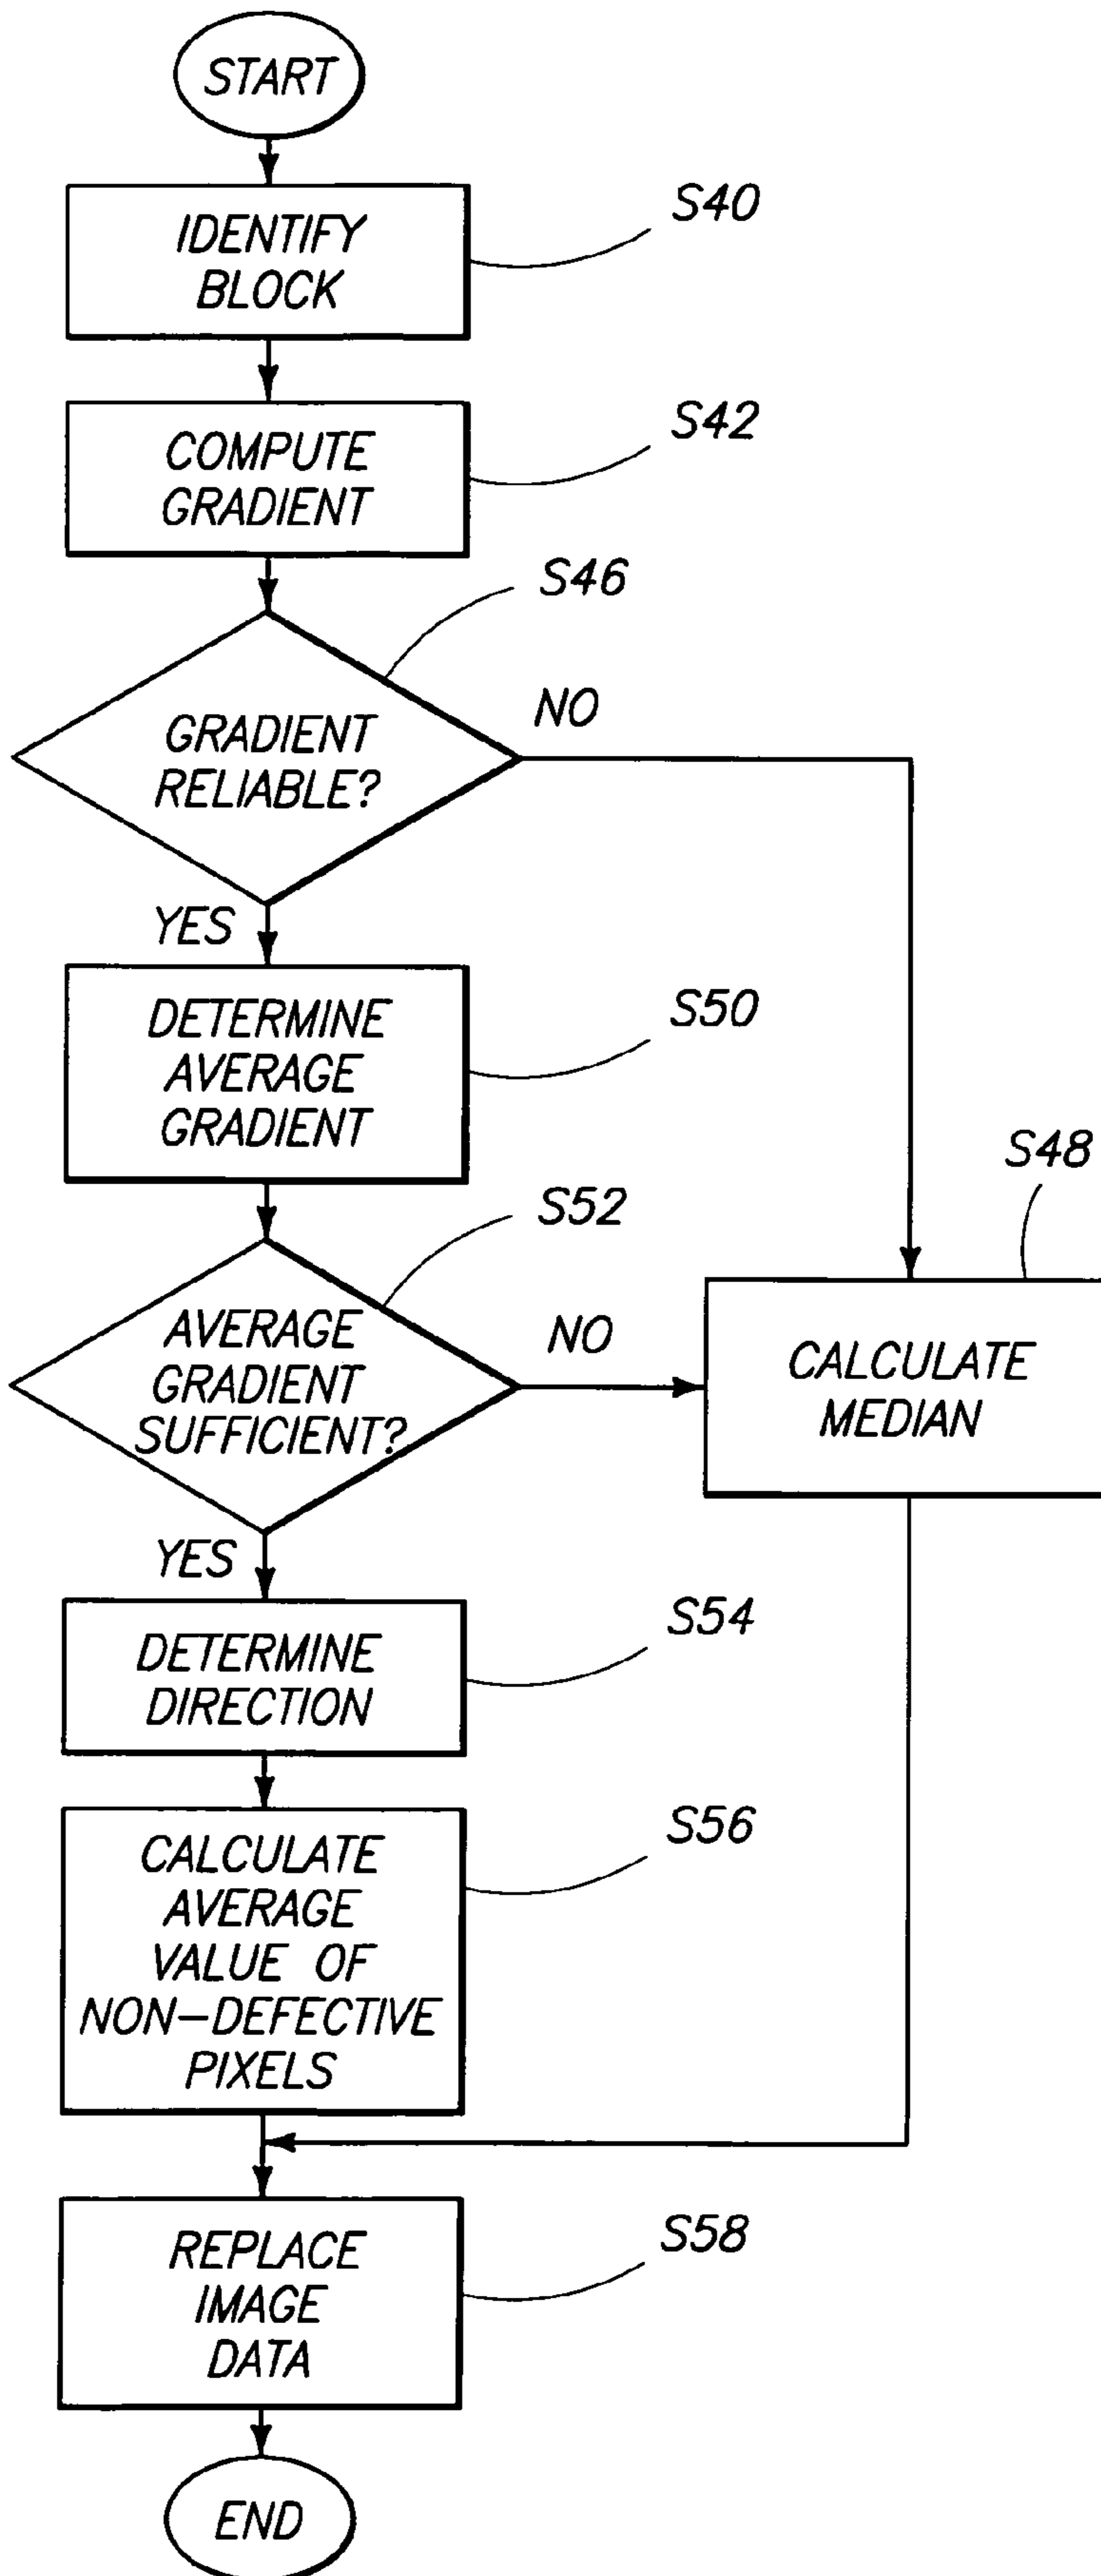 START
IDENTIFY
BLOCK
S40
COMPUTE
GRADIENT
S42
S46
GRADIENT
RELIABLE?
NO
YES
DETERMINE
AVERAGE
GRADIENT
S50
S48
S52
AVERAGE
GRADIENT
SUFFICIENT?
NO
CALCULATE
MEDIAN
YES
DETERMINE
DIRECTION
S54
CALCULATE
AVERAGE
VALUE OF
NON-DEFECTIVE
PIXELS
S56
REPLACE
IMAGE
DATA
S58
END